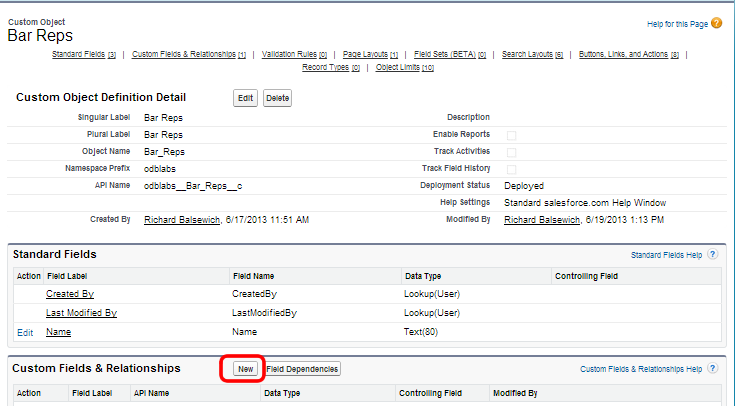 Custom Object
Bar Reps
Help for this Page ?
Standard Fields [3] | Custom Fields & Relationships [1] | Validation Rules [0] | Page Layouts [1] | Field Sets (BETA) [0] | Search Layouts [6] | Buttons, Links, and Actions [8] |
Record Types [0] | Object Limits [10]
Custom Object Definition Detail Edit Delete
Singular Label Bar Reps Description
Plural Label Bar Reps Enable Reports
Object Name Bar_Reps Track Activities
Namespace Prefix odblabs Track Field History
API Name odblabs__Bar_Reps__c Deployment Status Deployed
Help Settings Standard salesforce.com Help Window
Created By Richard Balsewich, 6/17/2013 11:51 AM Modified By Richard Balsewich, 6/19/2013 1:13 PM
Standard Fields Standard Fields Help ?
Action Field Label Field Name Data Type Controlling Field
Created By CreatedBy Lookup(User)
Last Modified By LastModifiedBy Lookup(User)
Edit Name Name Text(80)
Custom Fields & Relationships New Field Dependencies Custom Fields & Relationships Help ?
Action Field Label API Name Data Type Controlling Field Modified By